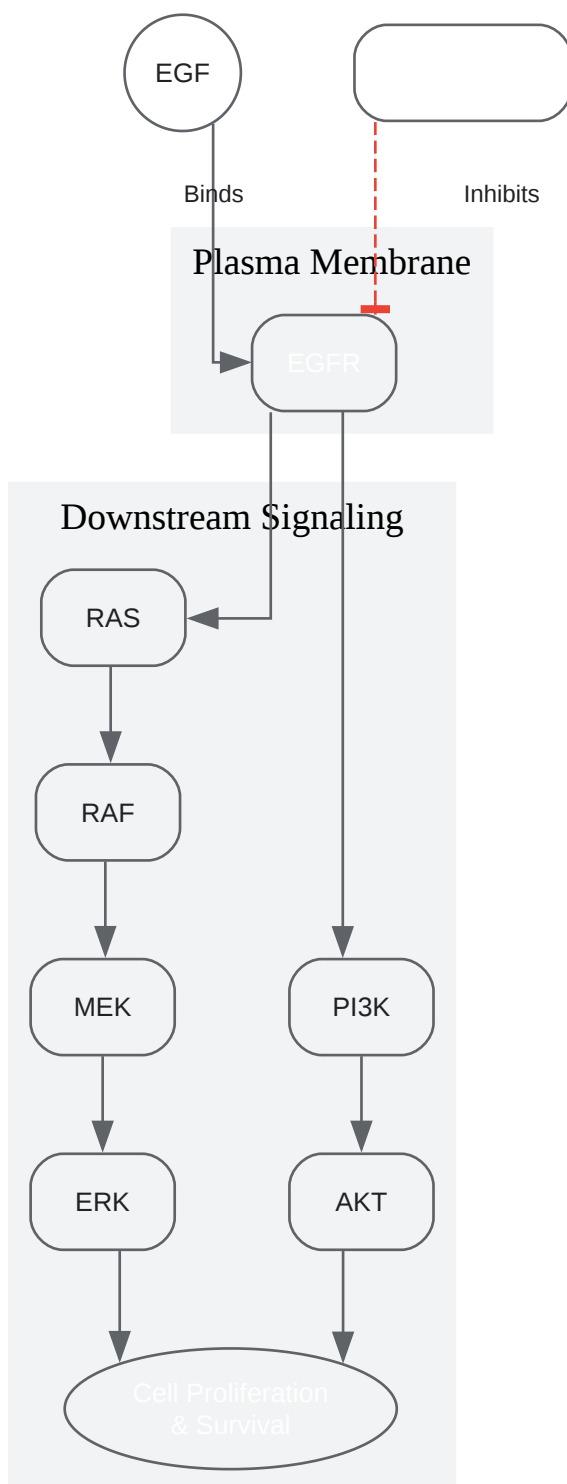 EGF
Binds
Inhibits
Plasma Membrane
EGFR
Downstream Signaling
RAS
RAF
MEK
PI3K
ERK
AKT
Cell Proliferation
& Survival